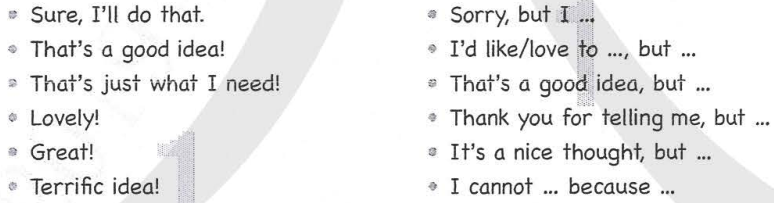 Sure, I'll do that.
That's a good idea!
That's just what I need!
Lovely!
Great!
Terrific idea!
Sorry, but I ...
I'd like/love to ..., but ...
That's a good idea, but ...
Thank you for telling me, but ...
It's a nice thought, but ...
I cannot ... because ...